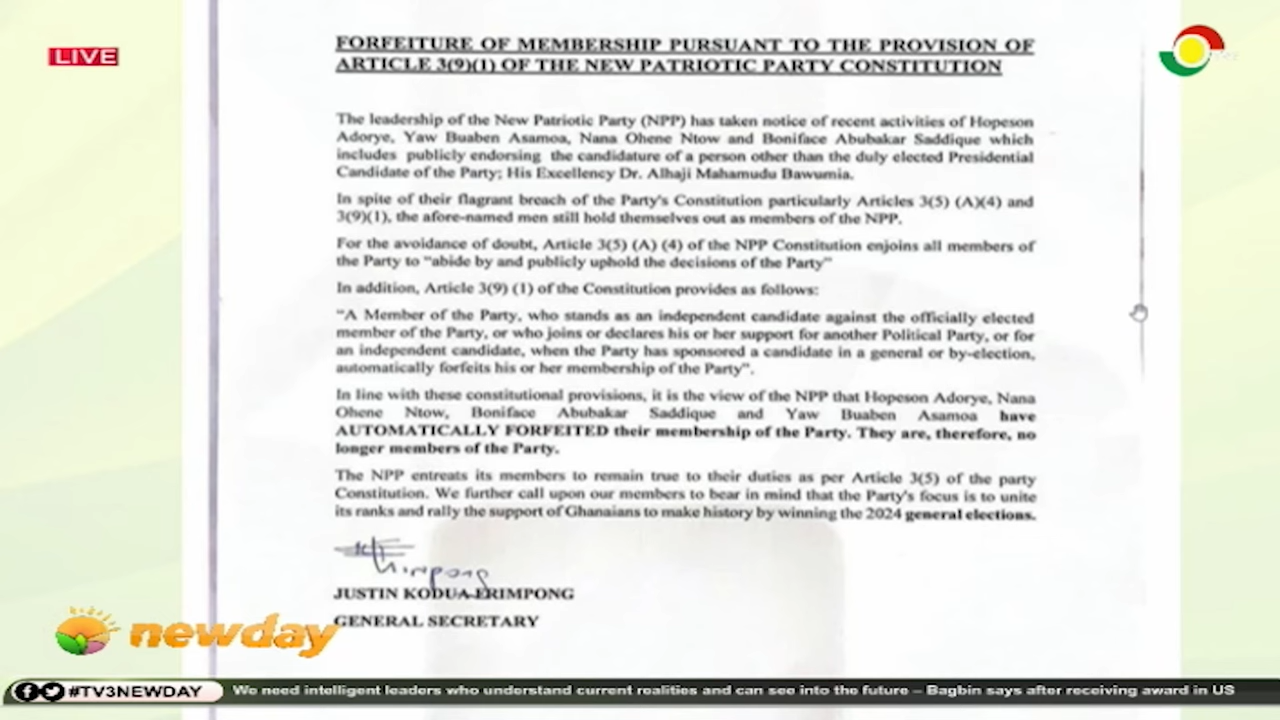 LIVE
FORFEITURE OF MEMBERSHIP PURSUANT TO THE PROVISION OF
ARTICLE 3(9)(1) OF THE NEW PATRIOTIC PARTY CONSTITUTION
The leadership of the New Patriotic Party (NPP) has taken notice of recent activities of Hopeson
Adorye, Yaw Buaben Asamoa, Nana Ohene Ntow and Boniface Abubakar Saddique which
includes publicly endorsing the candidature of a person other than the duly elected Presidential
Candidate of the Party; His Excellency Dr. Alhaji Mahamudu Bawumia.
In spite of their flagrant breach of the Party's Constitution particularly Articles 3(5) (A)(4) and
3(9)(1), the afore-named men still hold themselves out as members of the NPP.
For the avoidance of doubt, Article 3(5) (A) (4) of the NPP Constitution enjoins all members of
the Party to “abide by and publicly uphold the decisions of the Party”
In addition, Article 3(9) (1) of the Constitution provides as follows:
“A Member of the Party, who stands as an independent candidate against the officially elected
member of the Party, or who joins or declares his or her support for another Political Party, or for
an independent candidate, when the Party has sponsored a candidate in a general or by-election,
automatically forfeits his or her membership of the Party”.
In line with these constitutional provisions, it is the view of the NPP that Hopeson Adorye, Nana
Ohene Ntow, Boniface Abubakar Saddique and Yaw Buaben Asamoa have
AUTOMATICALLY FORFEITED their membership of the Party. They are, therefore, no
longer members of the Party.
The NPP entreats its members to remain true to their duties as per Article 3(5) of the party
Constitution. We further call upon our members to bear in mind that the Party's focus is to unite
its ranks and rally the support of Ghanaians to make history by winning the 2024 general elections.
JUSTIN KODUA FRIMPONG
GENERAL SECRETARY
newday
#TV3NEWDAY We need intelligent leaders who understand current realities and can see into the future – Bagbin says after receiving award in US